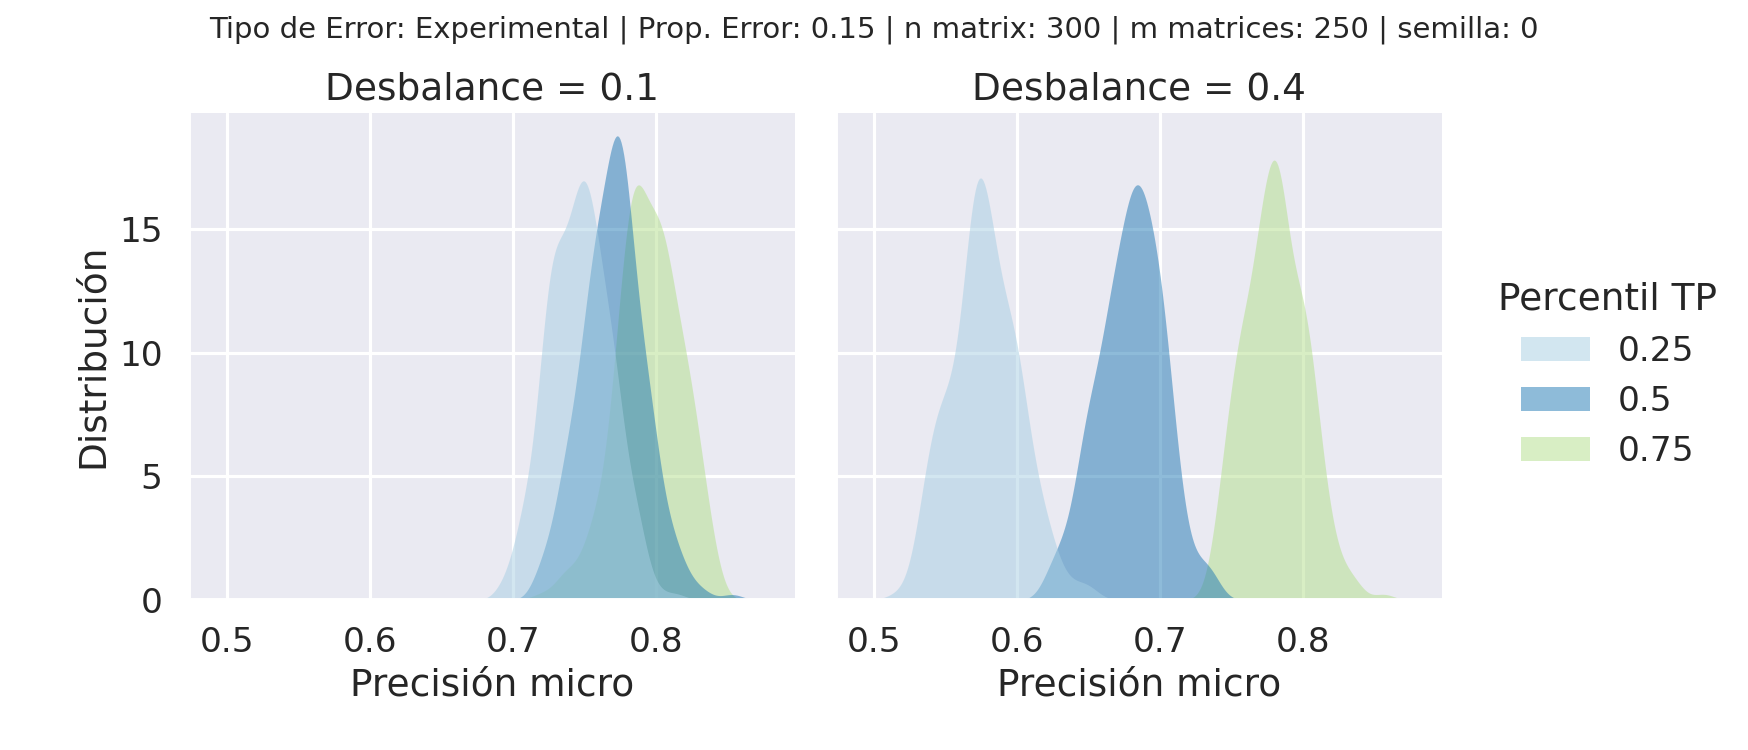 Tipo de Error: Experimental | Prop. Error: 0.15 | n matrix: 300 | m matrices: 250 | semilla: 0
Desbalance = 0.1
Desbalance = 0.4
Distribución
15
10
5
0
0.5 0.6 0.7 0.8
0.5 0.6 0.7 0.8
Precisión micro
Precisión micro
Percentil TP
0.25
0.5
0.75